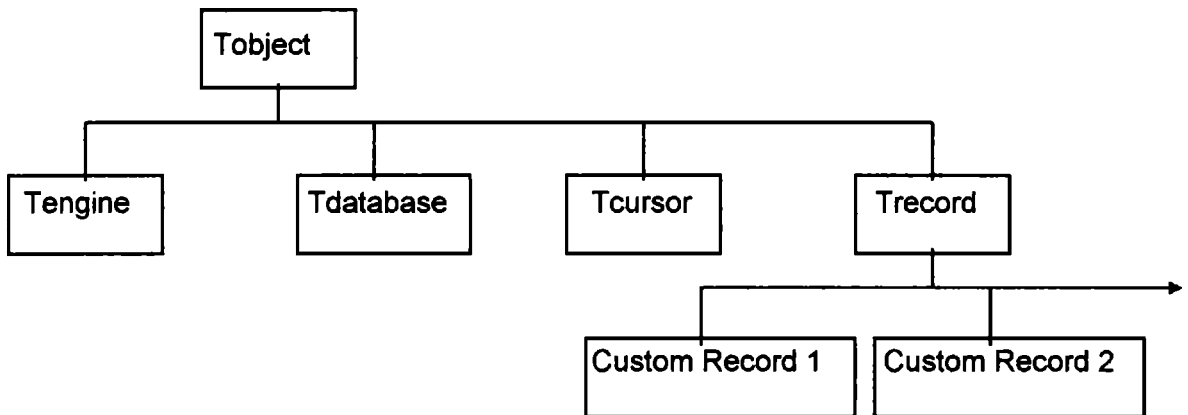 Tobject
Tengine
Tdatabase
Tcursor
Trecord
Custom Record 1
Custom Record 2